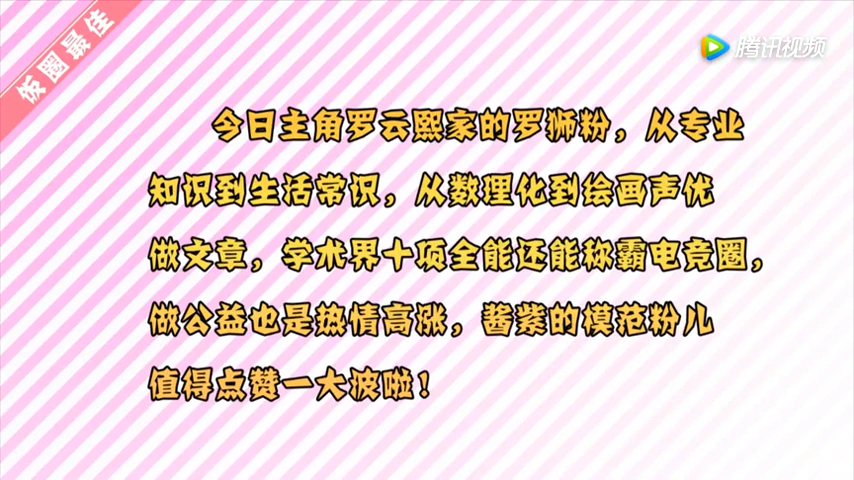 饭圈最佳
腾讯视频
今日主角罗云熙家的罗狮粉，从专业
知识到生活常识，从数理化到绘画声优
做文章，学术界十项全能还能称霸电竞圈，
做公益也是热情高涨，酱紫的模范粉儿
值得点赞一大波啦！